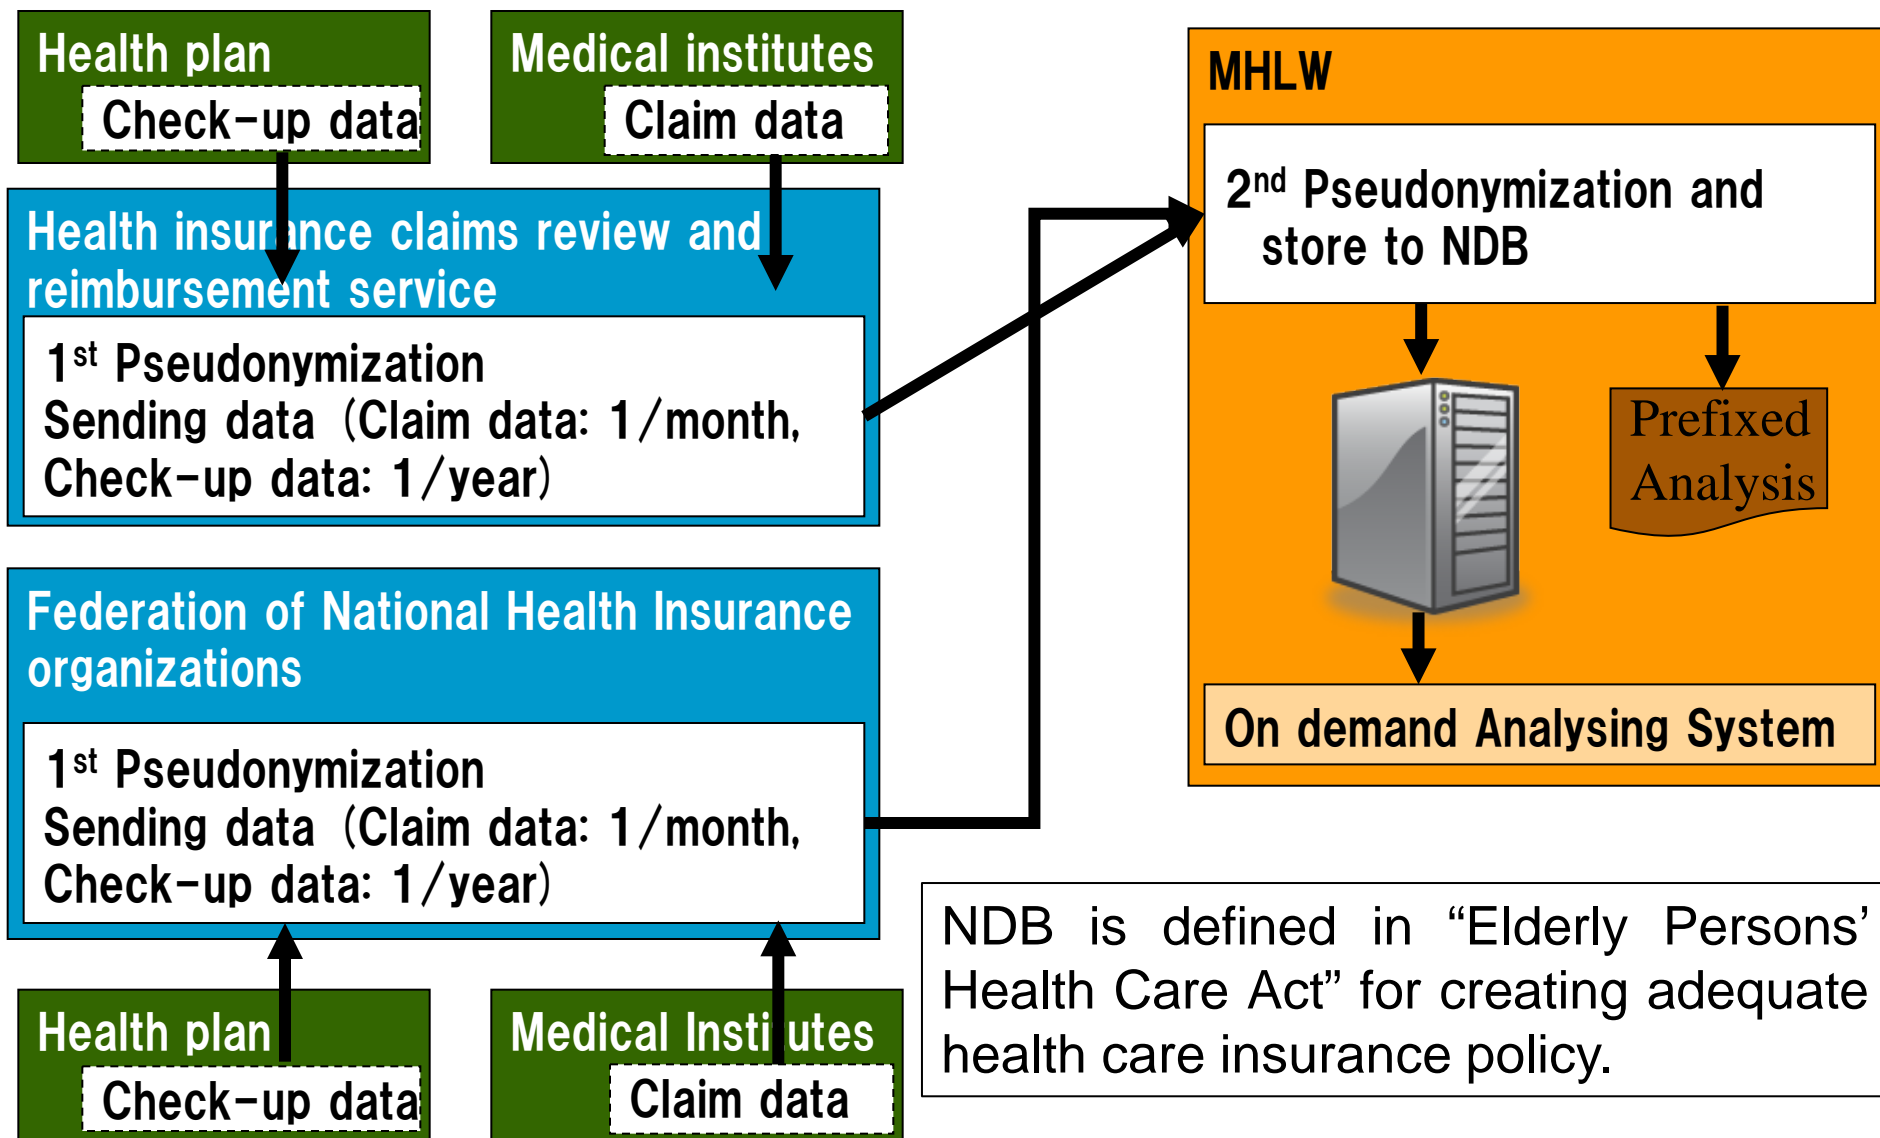 Health plan
Check-up data
Medical institutes
Claim data
Health insurance claims review and
reimbursement service
1st Pseudonymization
Sending data (Claim data: 1/month,
Check-up data: 1/year)
Federation of National Health Insurance
organizations
1st Pseudonymization
Sending data (Claim data: 1/month,
Check-up data: 1/year)
Health plan
Check-up data
Medical Institutes
Claim data
MHLW
2nd Pseudonymization and
store to NDB
Prefixed
Analysis
On demand Analysing System
NDB is defined in “Elderly Persons’
Health Care Act” for creating adequate
health care insurance policy.